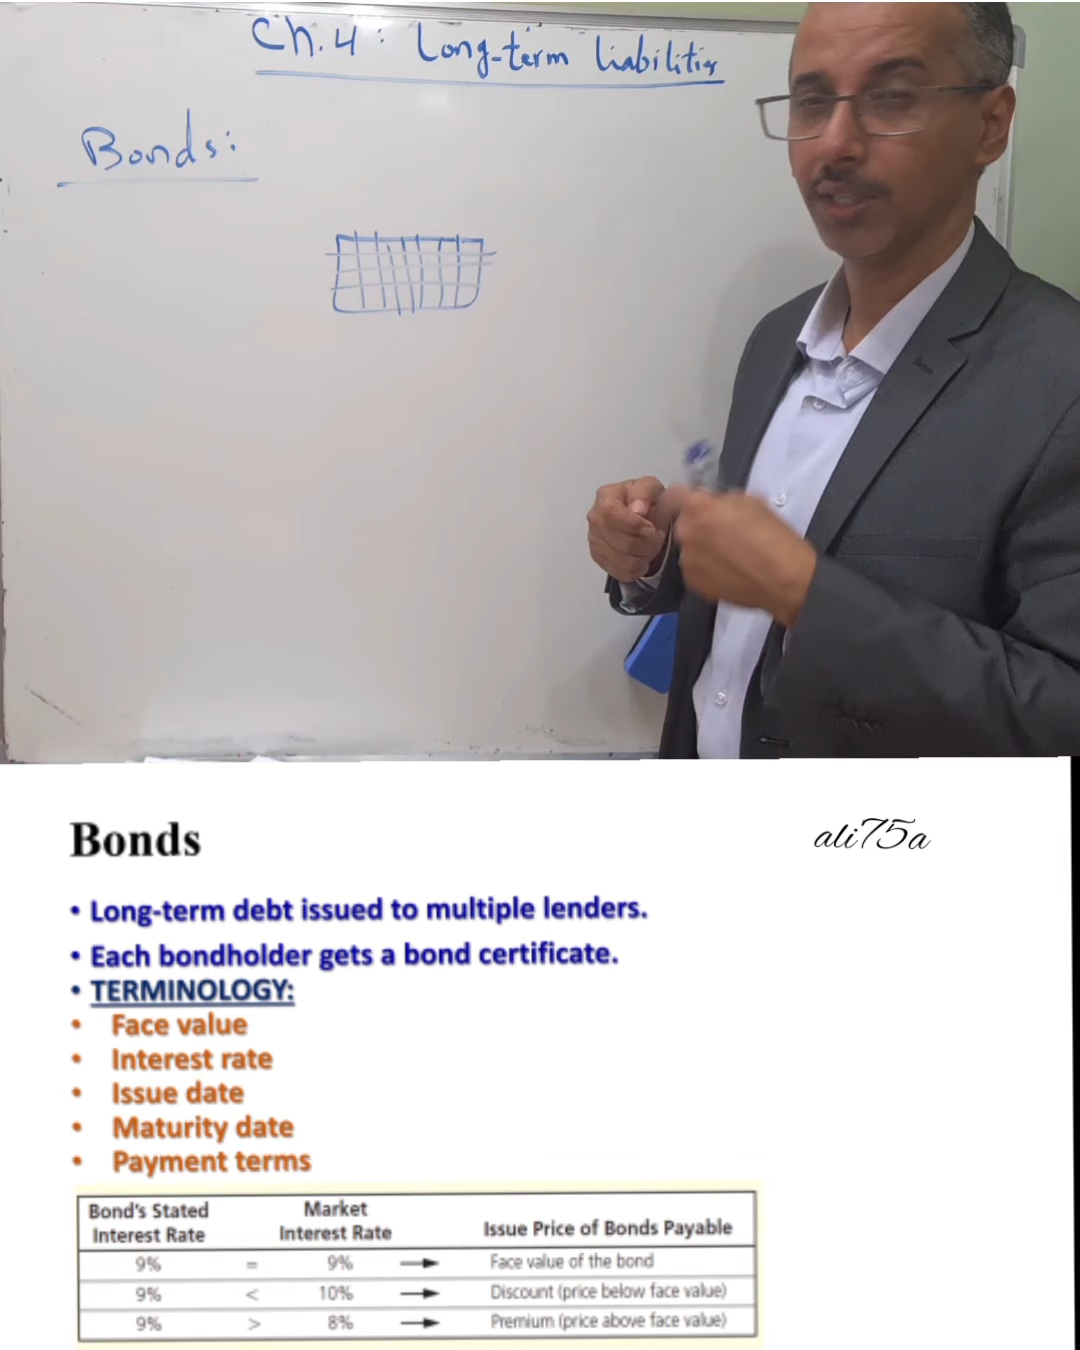 Ch.4: Long-term liabilities
Bonds:
Bonds
ali75a
• Long-term debt issued to multiple lenders.
• Each bondholder gets a bond certificate.
• TERMINOLOGY:
• Face value
• Interest rate
• Issue date
• Maturity date
• Payment terms
Bond's Stated Interest Rate Market Interest Rate Issue Price of Bonds Payable
9% = 9% → Face value of the bond
9% < 10% → Discount (price below face value)
9% > 8% → Premium (price above face value)